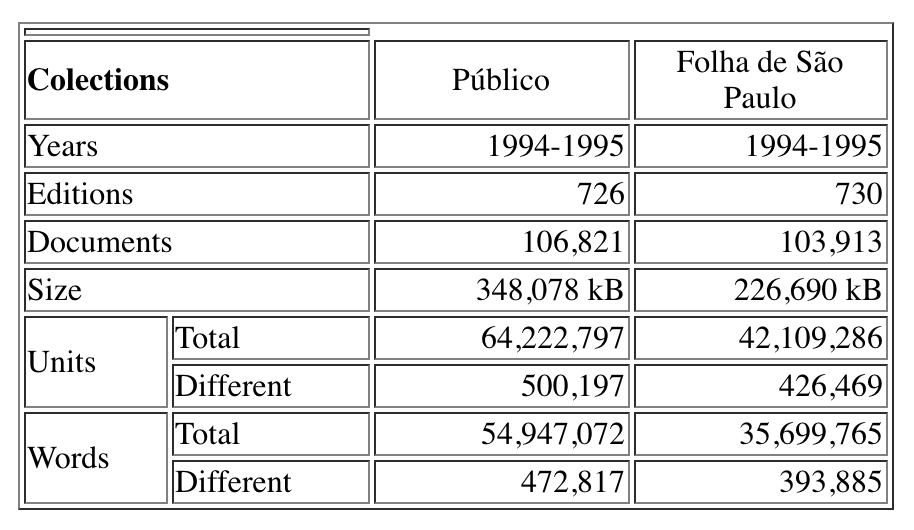 Colections Público Folha de São
Paulo
Years 1994-1995 1994-1995
Editions 726 730
Documents 106,821 103,913
Size 348,078 kB 226,690 kB
Units Total 64,222,797 42,109,286
Different 500,197 426,469
Words Total 54,947,072 35,699,765
Different 472,817 393,885